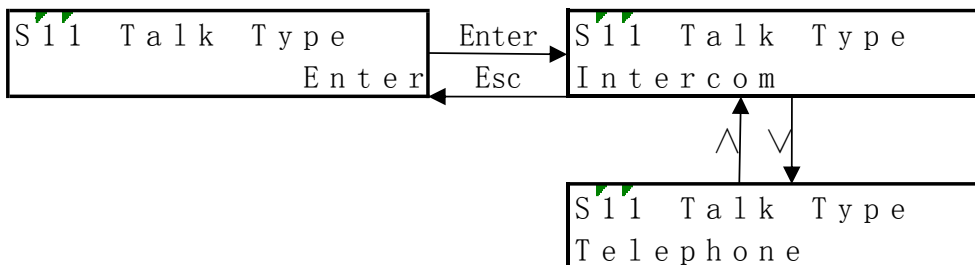 S11 Talk Type
Enter
Enter
Esc
S11 Talk Type
Intercom
∧ ∨
S11 Talk Type
Telephone